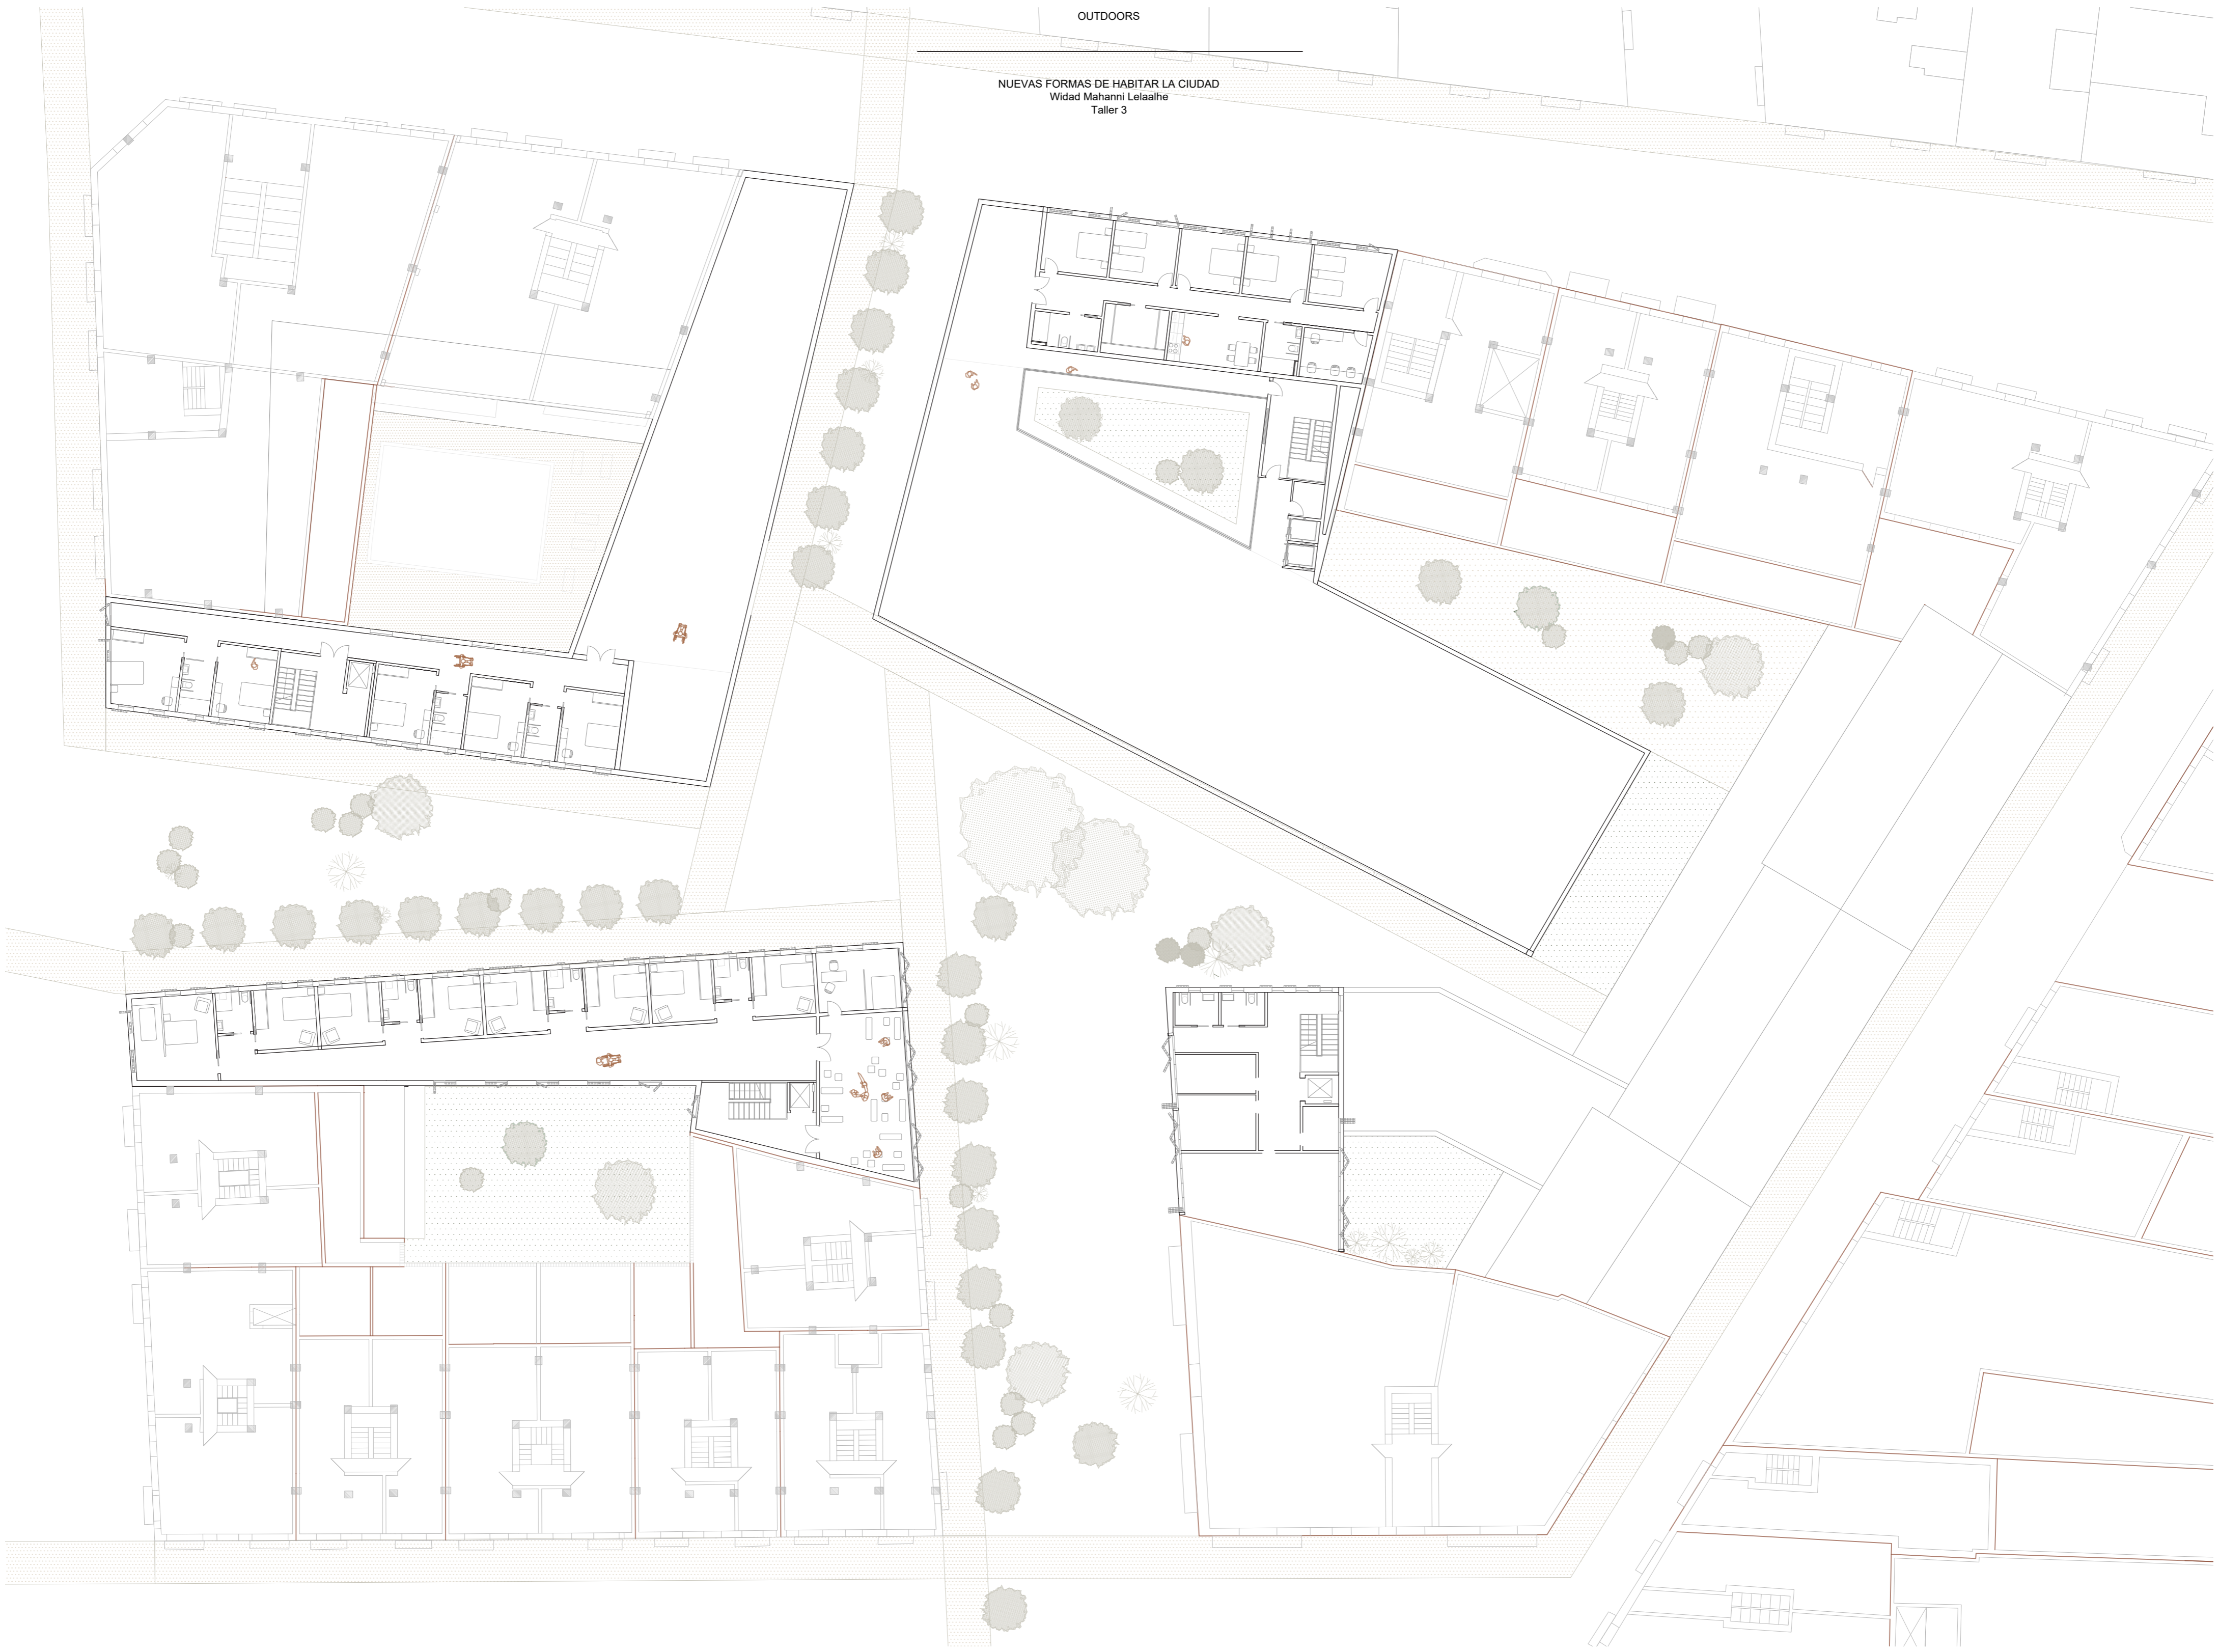 OUTDOORS
NUEVAS FORMAS DE HABITAR LA CIUDAD
Widad Mahanni Lelaalhe
Taller 3